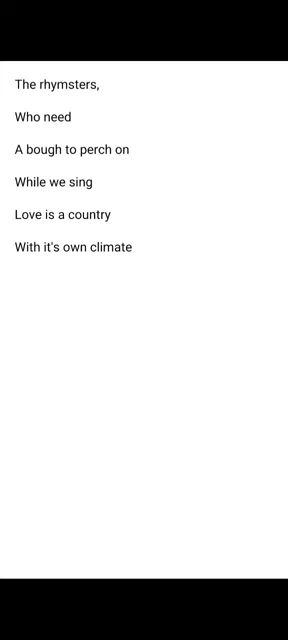 The rhymsters,
Who need
A bough to perch on
While we sing
Love is a country
With it's own climate